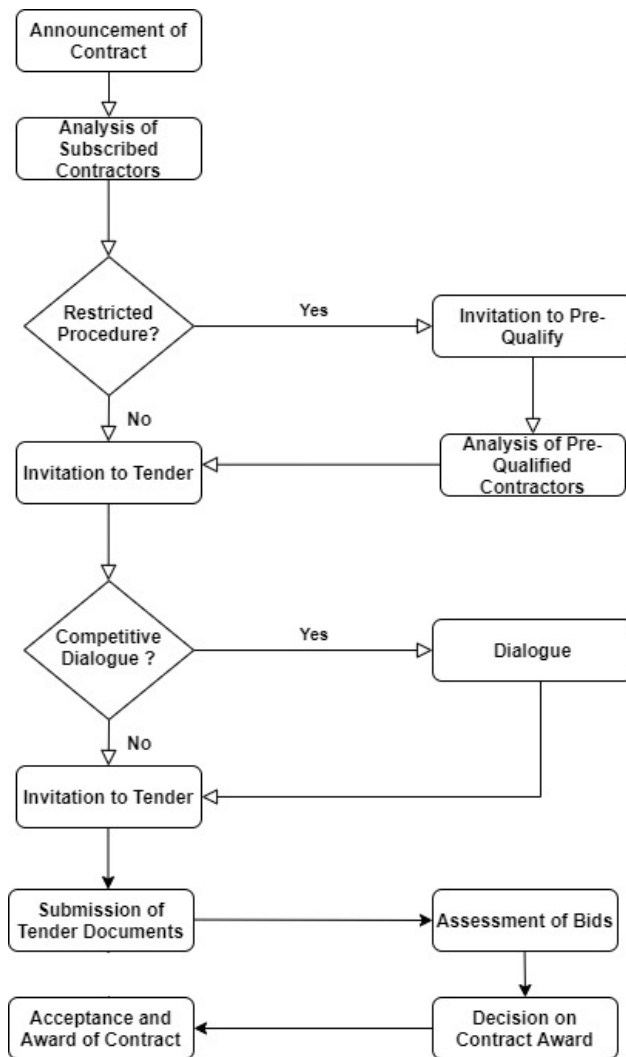 Announcement of
Contract
Analysis of
Subscribed
Contractors
Restricted
Procedure?
Yes
Invitation to Pre-
Qualify
No
Invitation to Tender
Analysis of Pre-
Qualified
Contractors
Competitive
Dialogue ?
Yes
Dialogue
No
Invitation to Tender
Submission of
Tender Documents
Assessment of Bids
Acceptance and
Award of Contract
Decision on
Contract Award